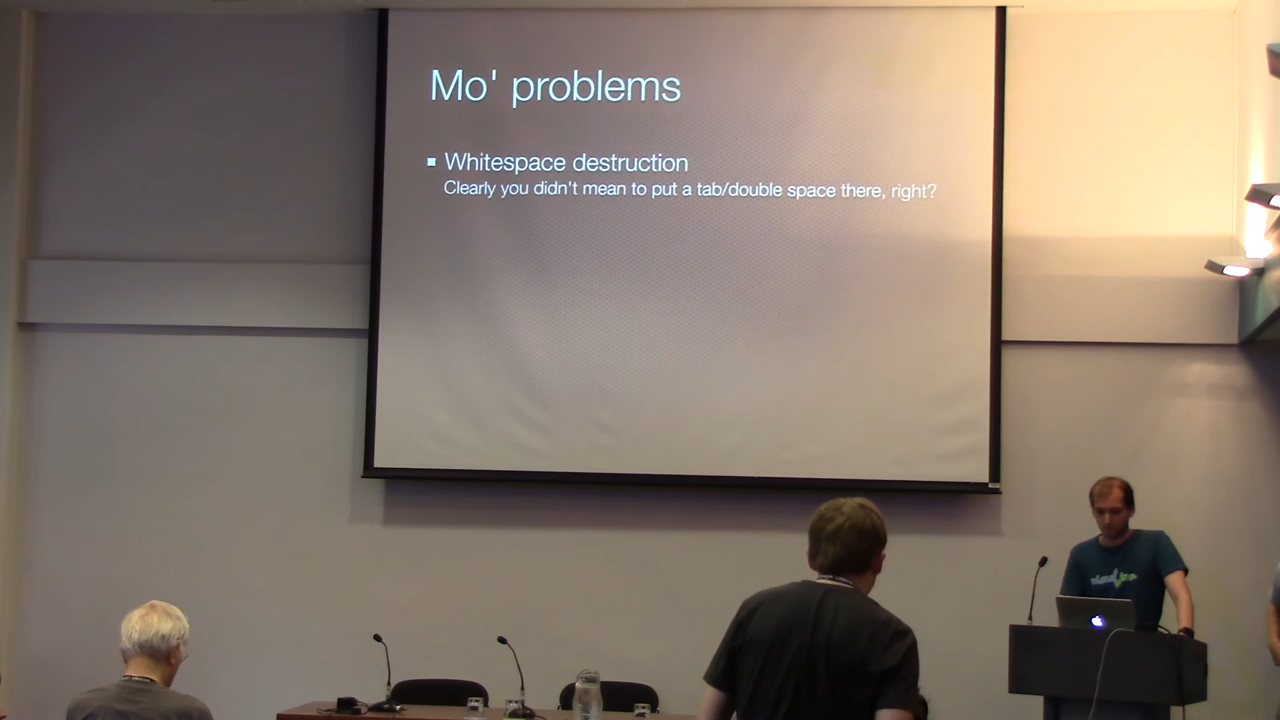 Mo' problems
Whitespace destruction
Clearly you didn't mean to put a tab/double space there, right?